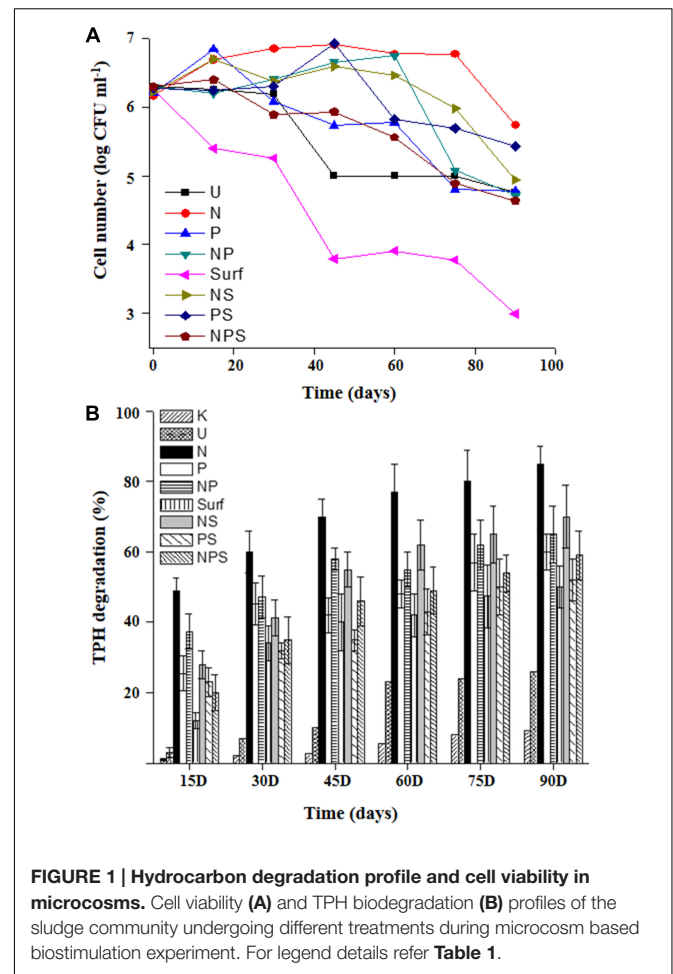 A
Cell number (log CFU ml-1)
7
6
5
4
3
U
N
P
NP
Surf
NS
PS
NPS
0
20
40
60
80
100
Time (days)
B
TPH degradation (%)
100
80
60
40
20
K
U
N
P
NP
Surf
NS
PS
NPS
15D
30D
45D
60D
75D
90D
Time (days)
FIGURE 1 | Hydrocarbon degradation profile and cell viability in
microcosms. Cell viability (A) and TPH biodegradation (B) profiles of the
sludge community undergoing different treatments during microcosm based
biostimulation experiment. For legend details refer Table 1.